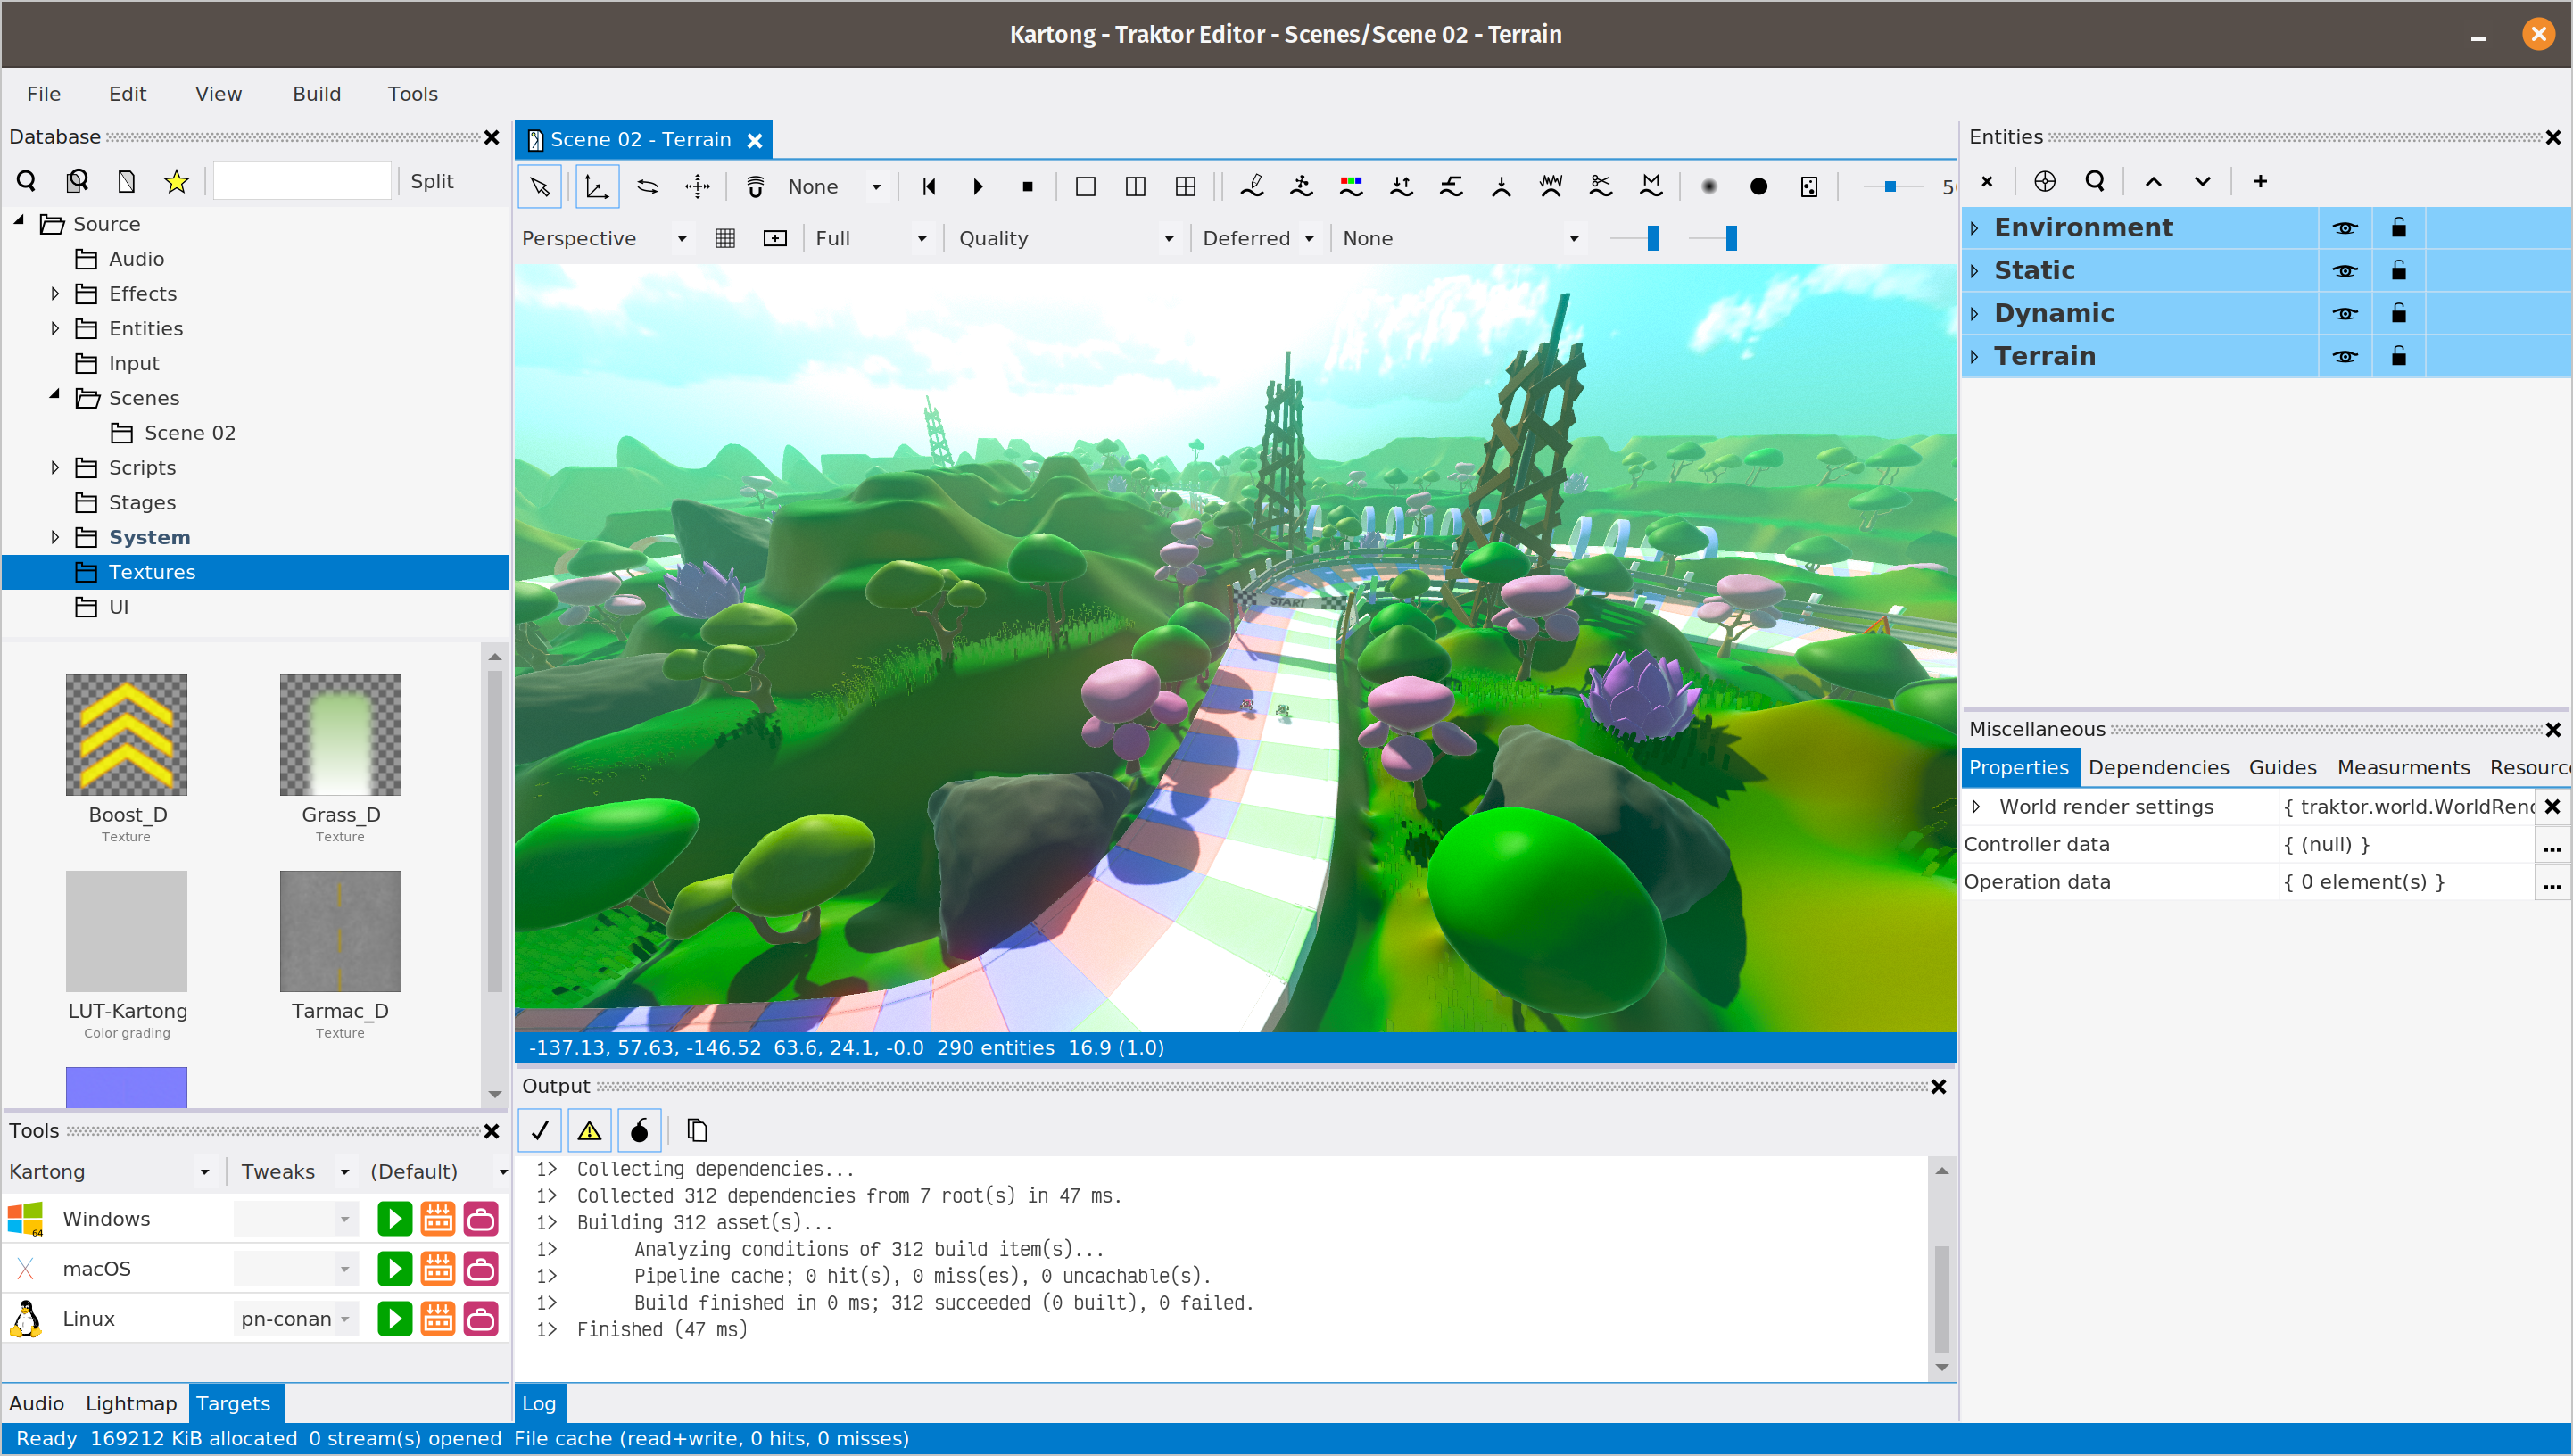 Kartong - Traktor Editor - Scenes/Scene 02 - Terrain
File Edit View Build Tools
Database
Split
Source
Audio
Effects
Entities
Input
Scenes
Scene 02
Scripts
Stages
System
Textures
UI
Boost_D
Texture
Grass_D
Texture
LUT-Kartong
Color grading
Tarmac_D
Texture
Tools
Kartong Tweaks (Default)
64
Windows
macOS
Linux pn-conan
Audio Lightmap Targets
Scene 02 - Terrain
None
Perspective Full Quality Deferred None
START
-137.13, 57.63, -146.52 63.6, 24.1, -0.0 290 entities 16.9 (1.0)
Output
1> Collecting dependencies...
1> Collected 312 dependencies from 7 root(s) in 47 ms.
1> Building 312 asset(s)...
1> Analyzing conditions of 312 build item(s)...
1> Pipeline cache; 0 hit(s), 0 miss(es), 0 uncachable(s).
1> Build finished in 0 ms; 312 succeeded (0 built), 0 failed.
1> Finished (47 ms)
Log
Entities
Environment
Static
Dynamic
Terrain
Miscellaneous
Properties Dependencies Guides Measurments Resourc
World render settings { traktor.world.WorldRend
Controller data { (null) } ...
Operation data { 0 element(s) } ...
Ready 169212 KiB allocated 0 stream(s) opened File cache (read+write, 0 hits, 0 misses)